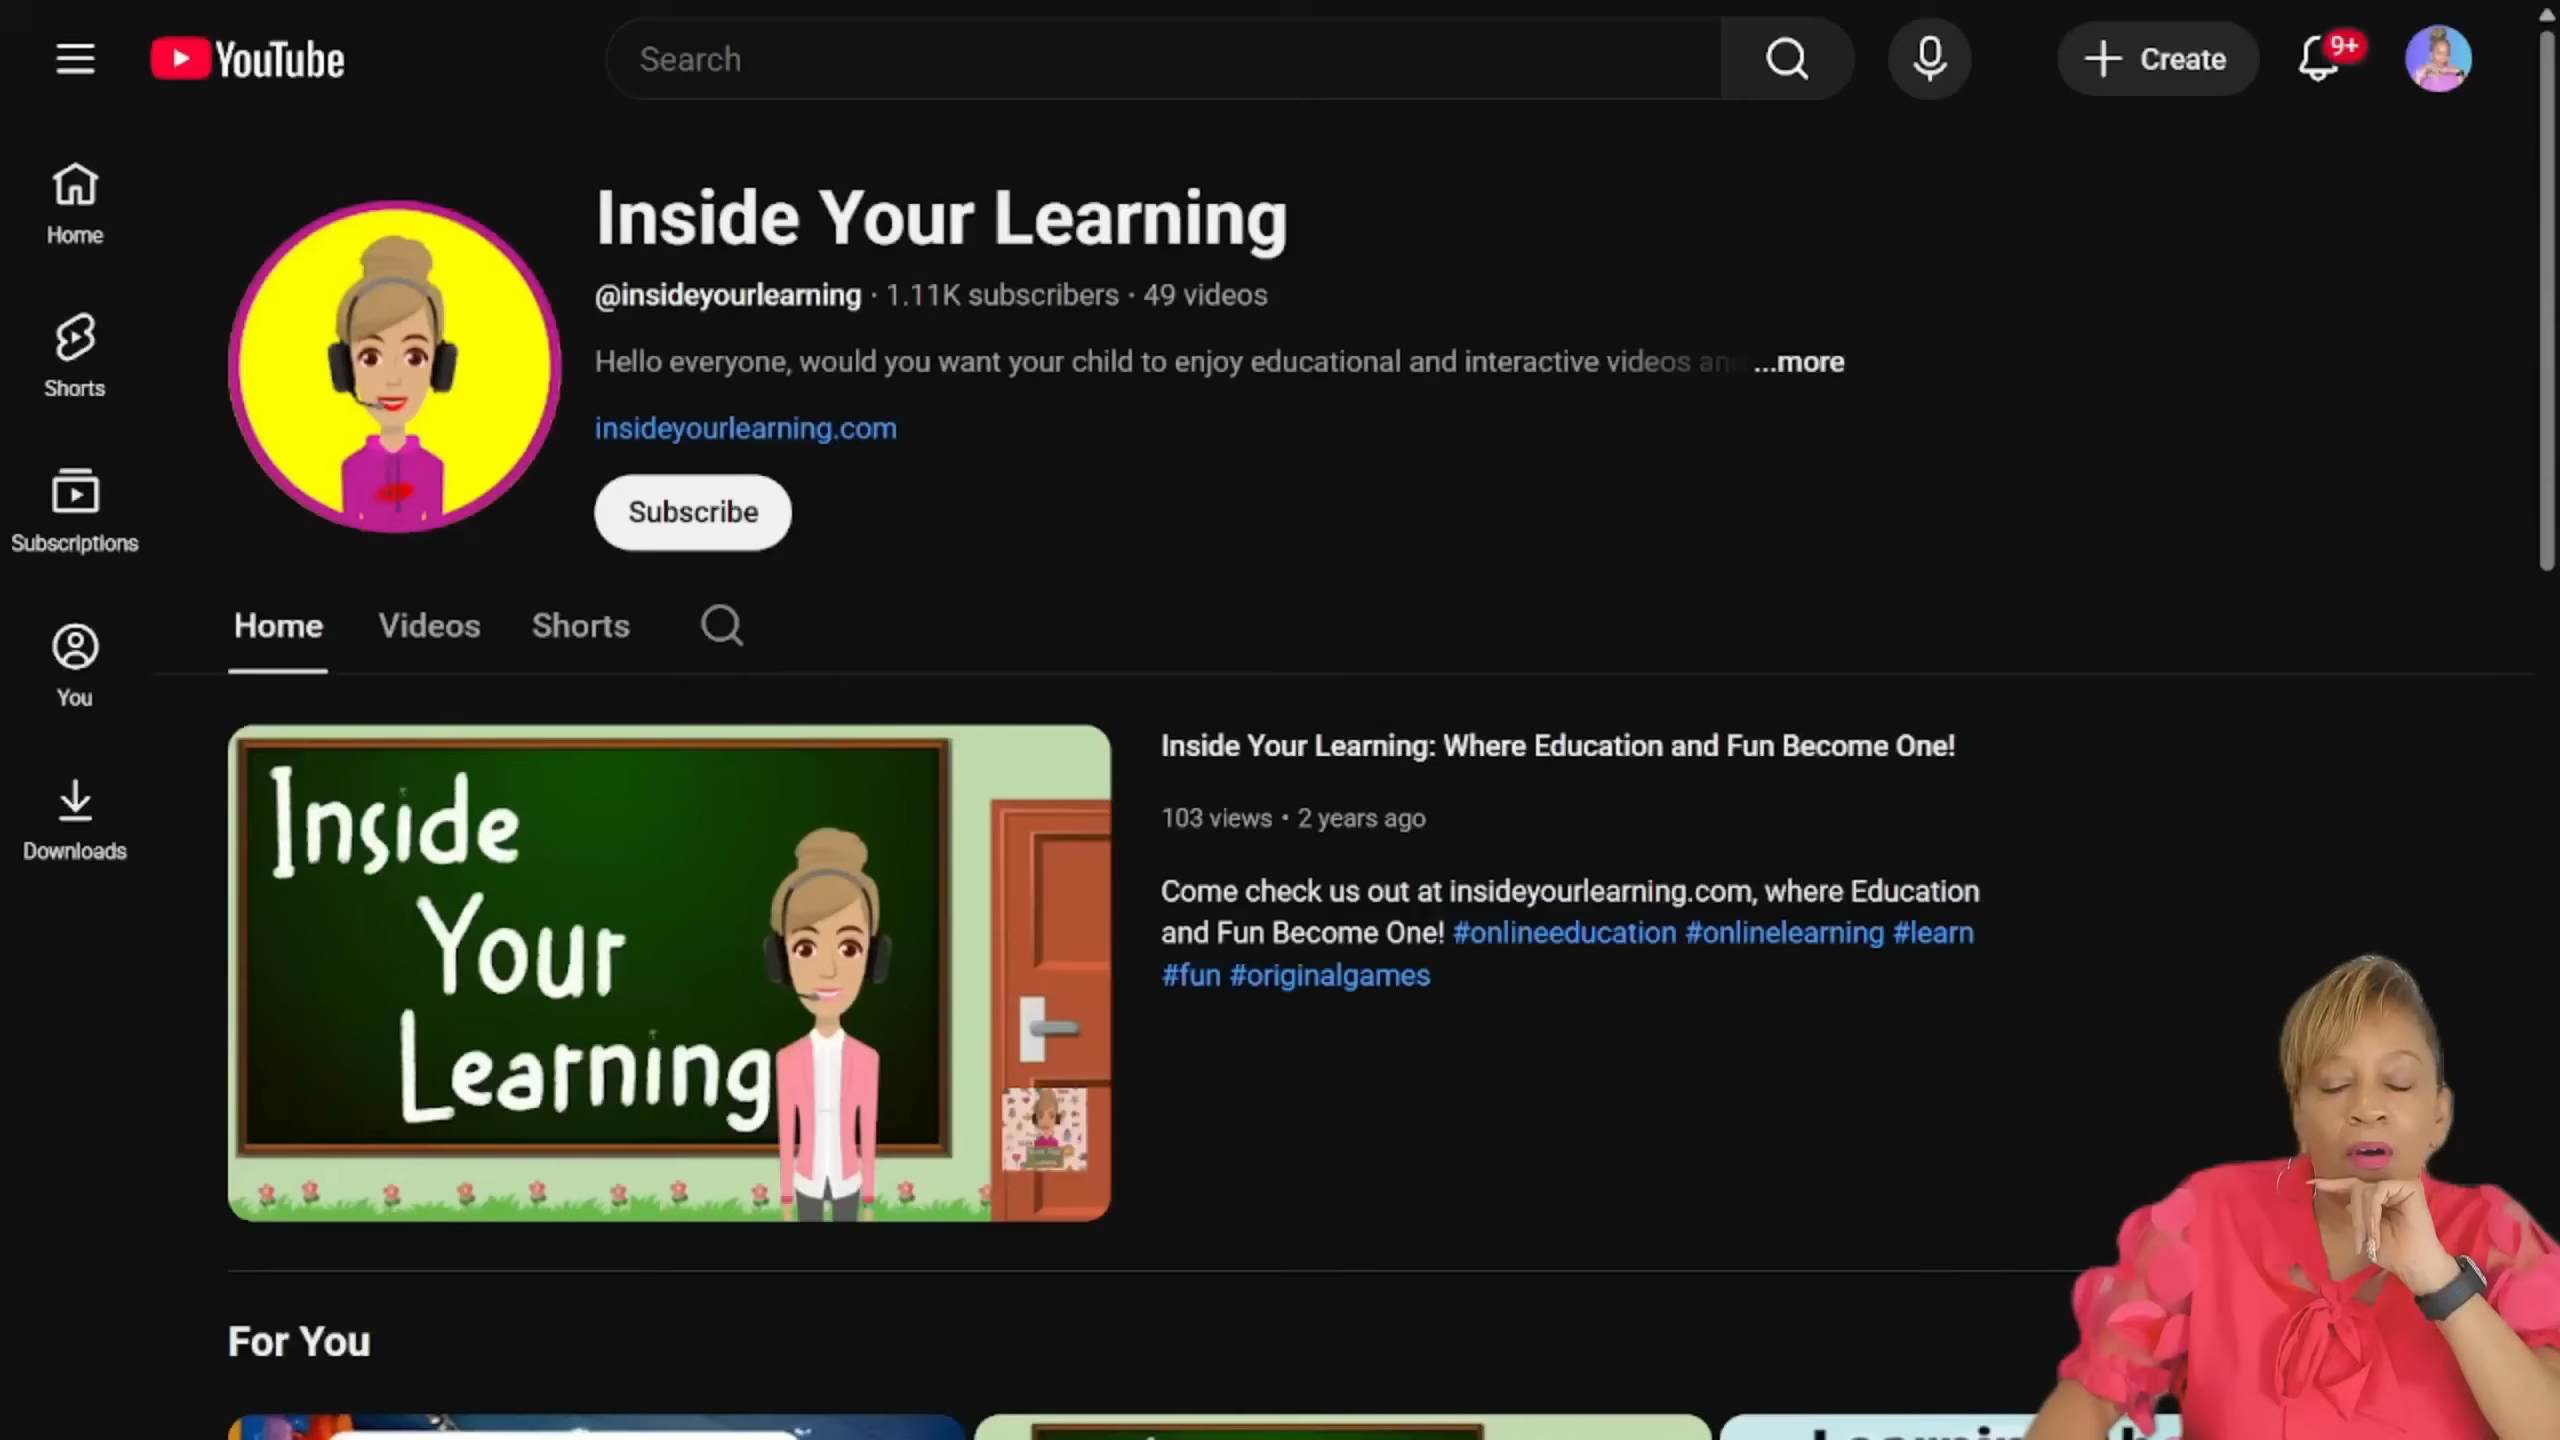 YouTube
Search
Create
9+
Home
Shorts
Subscriptions
You
Downloads
Inside Your Learning
@insideyourlearning · 1.11K subscribers · 49 videos
Hello everyone, would you want your child to enjoy educational and interactive videos an ...more
insideyourlearning.com
Subscribe
Home Videos Shorts
Inside
Your
Learning
Inside Your Learning: Where Education and Fun Become One!
103 views • 2 years ago
Come check us out at insideyourlearning.com, where Education
and Fun Become One! #onlineeducation #onlinelearning #learn
#fun #originalgames
For You